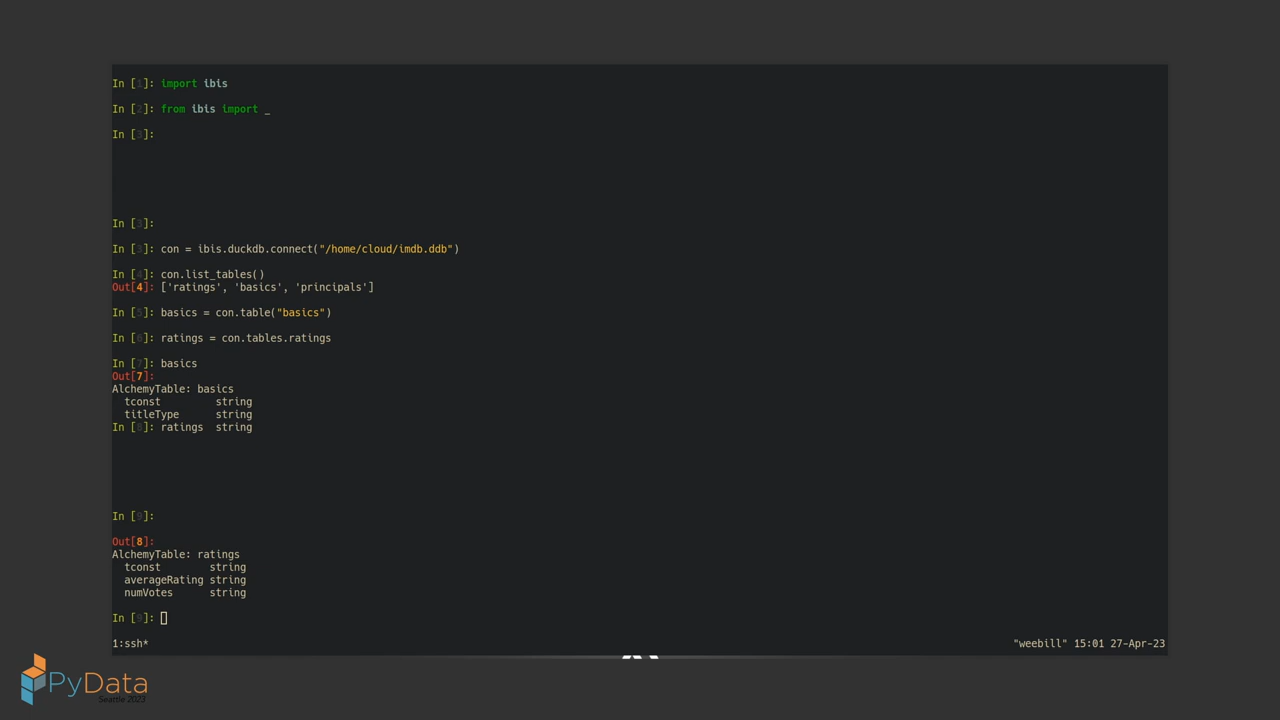 In [1]: import ibis
In [2]: from ibis import _
In [3]:
In [3]:
In [3]: con = ibis.duckdb.connect("/home/cloud/imdb.ddb")
In [4]: con.list_tables()
Out[4]: ['ratings', 'basics', 'principals']
In [5]: basics = con.table("basics")
In [6]: ratings = con.tables.ratings
In [7]: basics
Out[7]:
AlchemyTable: basics
tconst string
titleType string
In [8]: ratings string
In [9]:
Out[8]:
AlchemyTable: ratings
tconst string
averageRating string
numVotes string
In [9]:
1:ssh* "weebill" 15:01 27-Apr-23
PyData
Seattle 2023